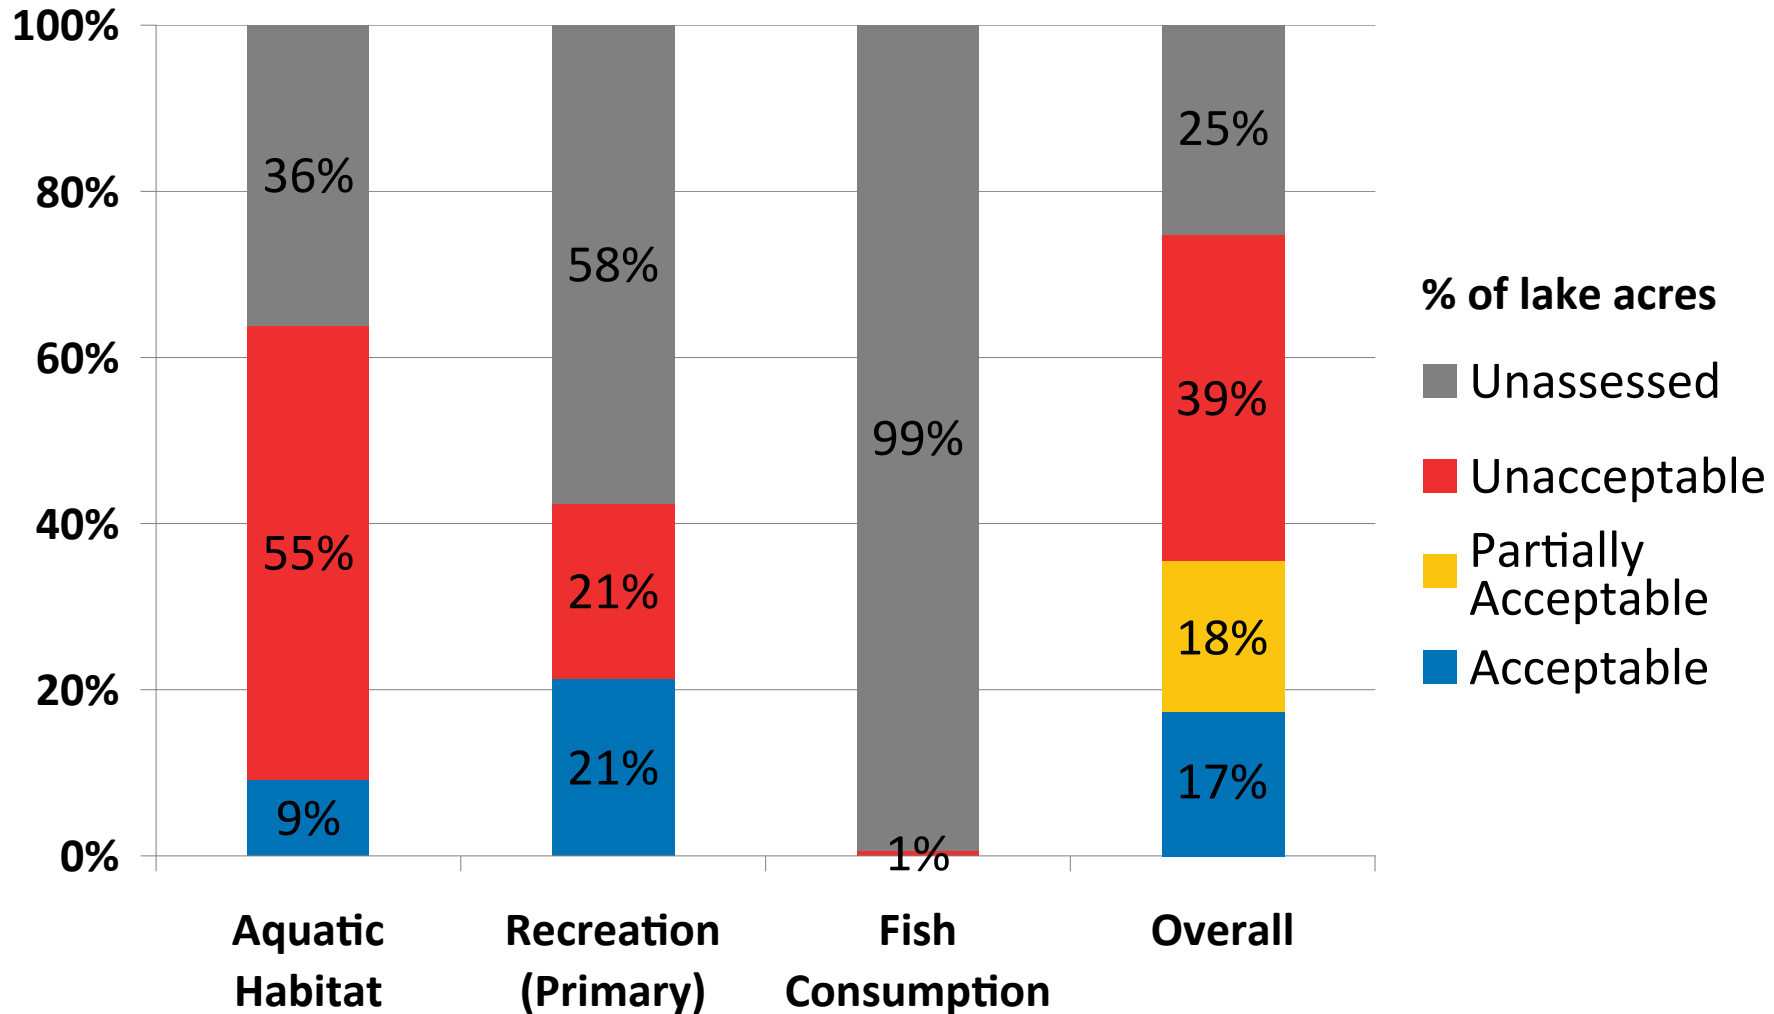 100%
80%
60%
40%
20%
0%
36%
55%
9%
58%
21%
21%
99%
1%
25%
39%
18%
17%
Aquatic
Habitat
Recreation
(Primary)
Fish
Consumption
Overall
% of lake acres
Unassessed
Unacceptable
Partially
Acceptable
Acceptable